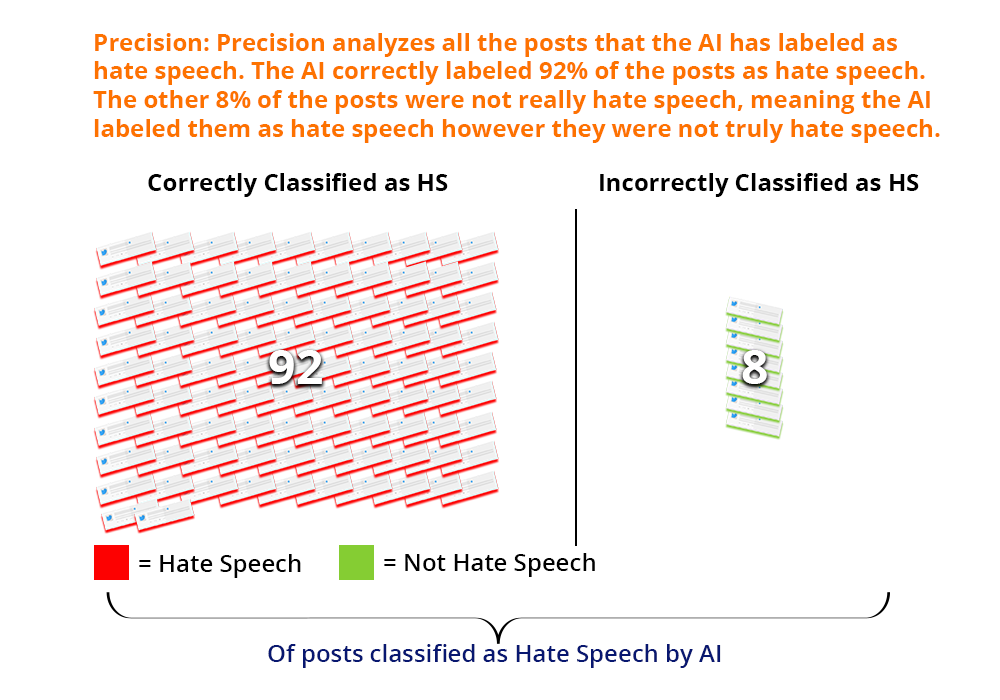 Precision: Precision analyzes all the posts that the AI has labeled as
hate speech. The AI correctly labeled 92% of the posts as hate speech.
The other 8% of the posts were not really hate speech, meaning the AI
labeled them as hate speech however they were not truly hate speech.
Correctly Classified as HS
Incorrectly Classified as HS
92
8
= Hate Speech
= Not Hate Speech
Of posts classified as Hate Speech by AI